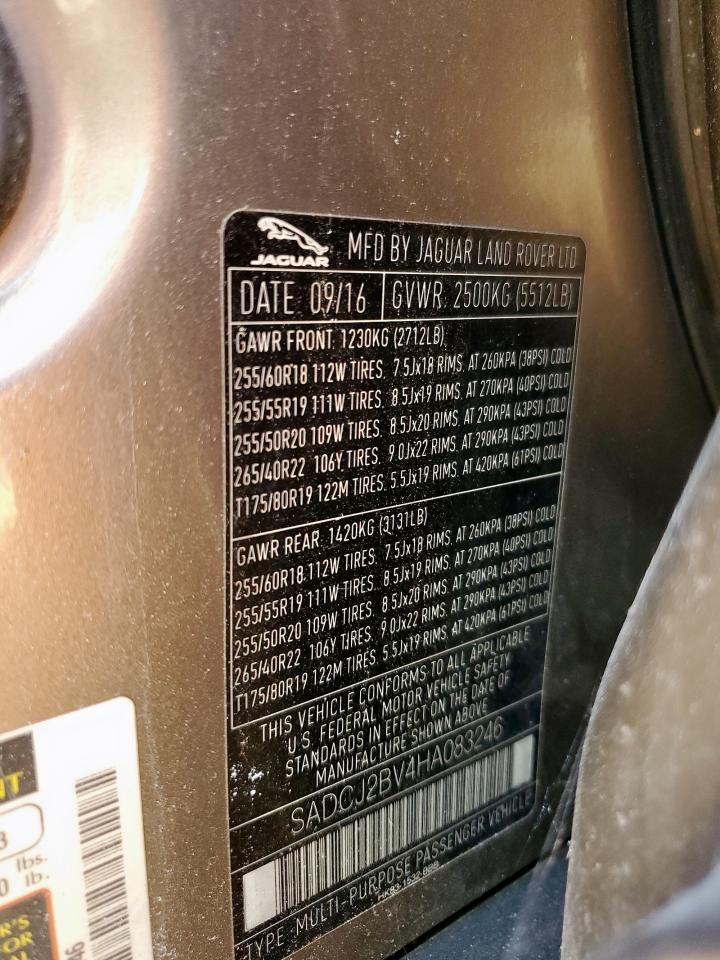 JAGUAR
MFD BY JAGUAR LAND ROVER LTD
DATE 09/16 GVWR: 2500KG (5512LB)
GAWR FRONT. 1230KG (2712LB)
255/60R18 112W TIRES. 7.5Jx18 RIMS. AT 260KPA (38PSI) COLD
255/55R19 111W TIRES. 8.5Jx19 RIMS. AT 270KPA (40PSI) COLD
255/50R20 109W TIRES. 8.5Jx20 RIMS. AT 290KPA (43PSI) COLD
265/40R22 106Y TIRES. 9.0Jx22 RIMS. AT 290KPA (43PSI) COLD
T175/80R19 122M TIRES. 5.5Jx19 RIMS. AT 420KPA (61PSI) COLD
GAWR REAR. 1420KG (3131LB)
255/60R18 112W TIRES. 7.5Jx18 RIMS. AT 260KPA (38PSI) COLD
255/55R19 111W TIRES. 8.5Jx19 RIMS. AT 270KPA (40PSI) COLD
255/50R20 109W TIRES. 8.5Jx20 RIMS. AT 290KPA (43PSI) COLD
265/40R22 106Y TIRES. 9.0Jx22 RIMS. AT 290KPA (43PSI) COLD
T175/80R19 122M TIRES. 5.5Jx19 RIMS. AT 420KPA (61PSI) COLD
THIS VEHICLE CONFORMS TO ALL APPLICABLE
U.S. FEDERAL MOTOR VEHICLE SAFETY
STANDARDS IN EFFECT ON THE DATE OF
MANUFACTURE SHOWN ABOVE
SADCJ2BV4HA083246
TYPE MULTI-PURPOSE PASSENGER VEHICLE
NT
3
lbs.
0 lb.
R'S
OR
AL
46